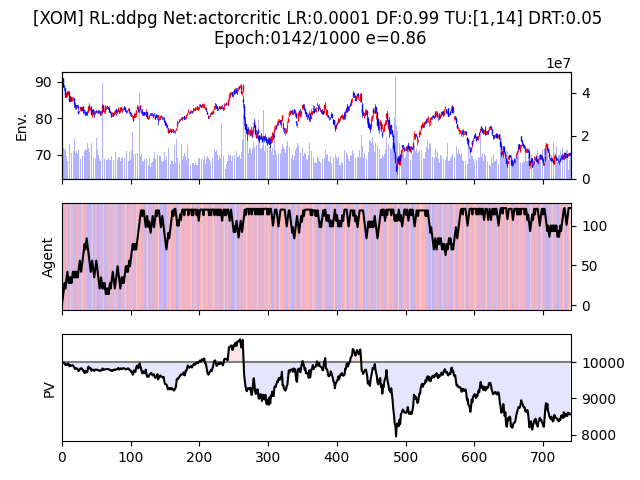 [XOM] RL:ddpg Net:actorcritic LR:0.0001 DF:0.99 TU:[1,14] DRT:0.05
Epoch:0142/1000 e=0.86
1e7
Env.
90
80
70
4
2
0
Agent
100
50
0
PV
10000
9000
8000
0 100 200 300 400 500 600 700